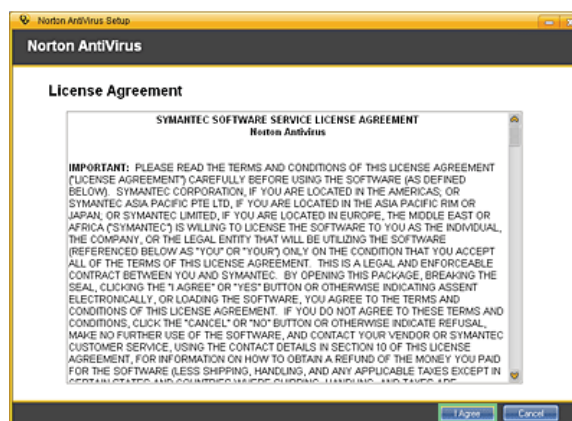 Norton AntiVirus Setup
Norton AntiVirus
License Agreement
SYMANTEC SOFTWARE SERVICE LICENSE AGREEMENT
Norton Antivirus
IMPORTANT: PLEASE READ THE TERMS AND CONDITIONS OF THIS LICENSE AGREEMENT
("LICENSE AGREEMENT") CAREFULLY BEFORE USING THE SOFTWARE (AS DEFINED
BELOW). SYMANTEC CORPORATION, IF YOU ARE LOCATED IN THE AMERICAS; OR
SYMANTEC ASIA PACIFIC PTE LTD, IF YOU ARE LOCATED IN THE ASIA PACIFIC RIM OR
JAPAN; OR SYMANTEC LIMITED, IF YOU ARE LOCATED IN EUROPE, THE MIDDLE EAST OR
AFRICA ("SYMANTEC") IS WILLING TO LICENSE THE SOFTWARE TO YOU AS THE INDIVIDUAL,
THE COMPANY, OR THE LEGAL ENTITY THAT WILL BE UTILIZING THE SOFTWARE
(REFERENCED BELOW AS "YOU" OR "YOUR") ONLY ON THE CONDITION THAT YOU ACCEPT
ALL OF THE TERMS OF THIS LICENSE AGREEMENT. THIS IS A LEGAL AND ENFORCEABLE
CONTRACT BETWEEN YOU AND SYMANTEC. BY OPENING THIS PACKAGE, BREAKING THE
SEAL, CLICKING THE "I AGREE" OR "YES" BUTTON OR OTHERWISE INDICATING ASSENT
ELECTRONICALLY, OR LOADING THE SOFTWARE, YOU AGREE TO THE TERMS AND
CONDITIONS OF THIS LICENSE AGREEMENT. IF YOU DO NOT AGREE TO THESE TERMS AND
CONDITIONS, CLICK THE "CANCEL" OR "NO" BUTTON OR OTHERWISE INDICATE REFUSAL,
MAKE NO FURTHER USE OF THE SOFTWARE, AND CONTACT YOUR VENDOR OR SYMANTEC
CUSTOMER SERVICE, USING THE CONTACT DETAILS IN SECTION 10 OF THIS LICENSE
AGREEMENT, FOR INFORMATION ON HOW TO OBTAIN A REFUND OF THE MONEY YOU PAID
FOR THE SOFTWARE (LESS SHIPPING, HANDLING, AND ANY APPLICABLE TAXES EXCEPT IN
CERTAIN STATES AND COUNTRIES WHERE SHIPPING, HANDLING, AND TAXES ARE
I Agree
Cancel